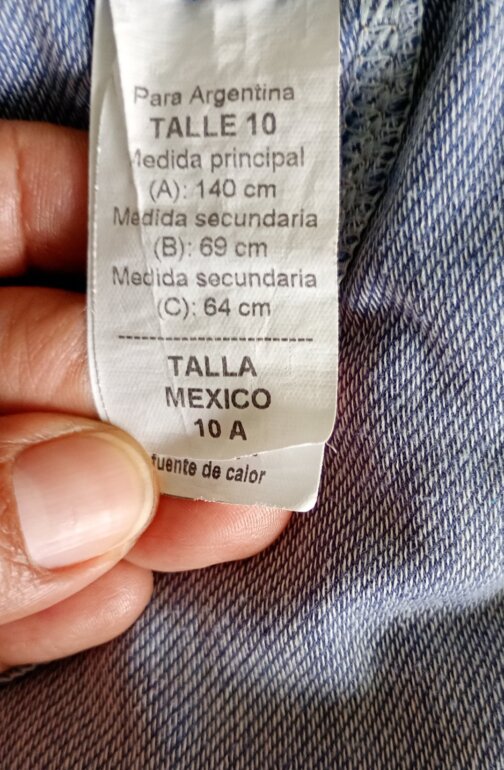 Para Argentina
TALLE 10
Medida principal
(A): 140 cm
Medida secundaria
(B): 69 cm
Medida secundaria
(C): 64 cm
TALLA
MEXICO
10 A
fuente de calor